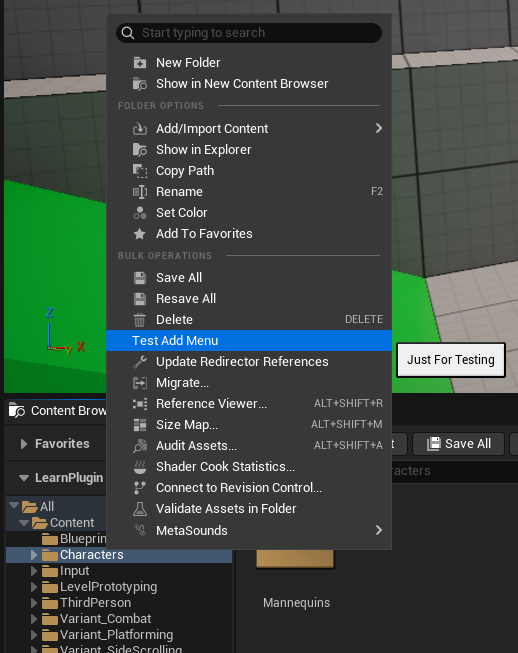 Start typing to search
New Folder
Show in New Content Browser
FOLDER OPTIONS
Add/Import Content
Show in Explorer
Copy Path
Rename F2
Set Color
Add To Favorites
BULK OPERATIONS
Save All
Resave All
Delete DELETE
Test Add Menu
Just For Testing
Update Redirector References
Migrate...
Reference Viewer... ALT+SHIFT+R
Size Map... ALT+SHIFT+M
Audit Assets... ALT+SHIFT+A
Shader Cook Statistics...
Connect to Revision Control...
Validate Assets in Folder
MetaSounds
Z
Y X
Content Brow
Favorites
Save All
LearnPlugin
racters
All
Content
Blueprin
Characters
Input
LevelPrototyping
ThirdPerson
Variant_Combat
Variant_Platforming
Variant_SideScrolling
Mannequins